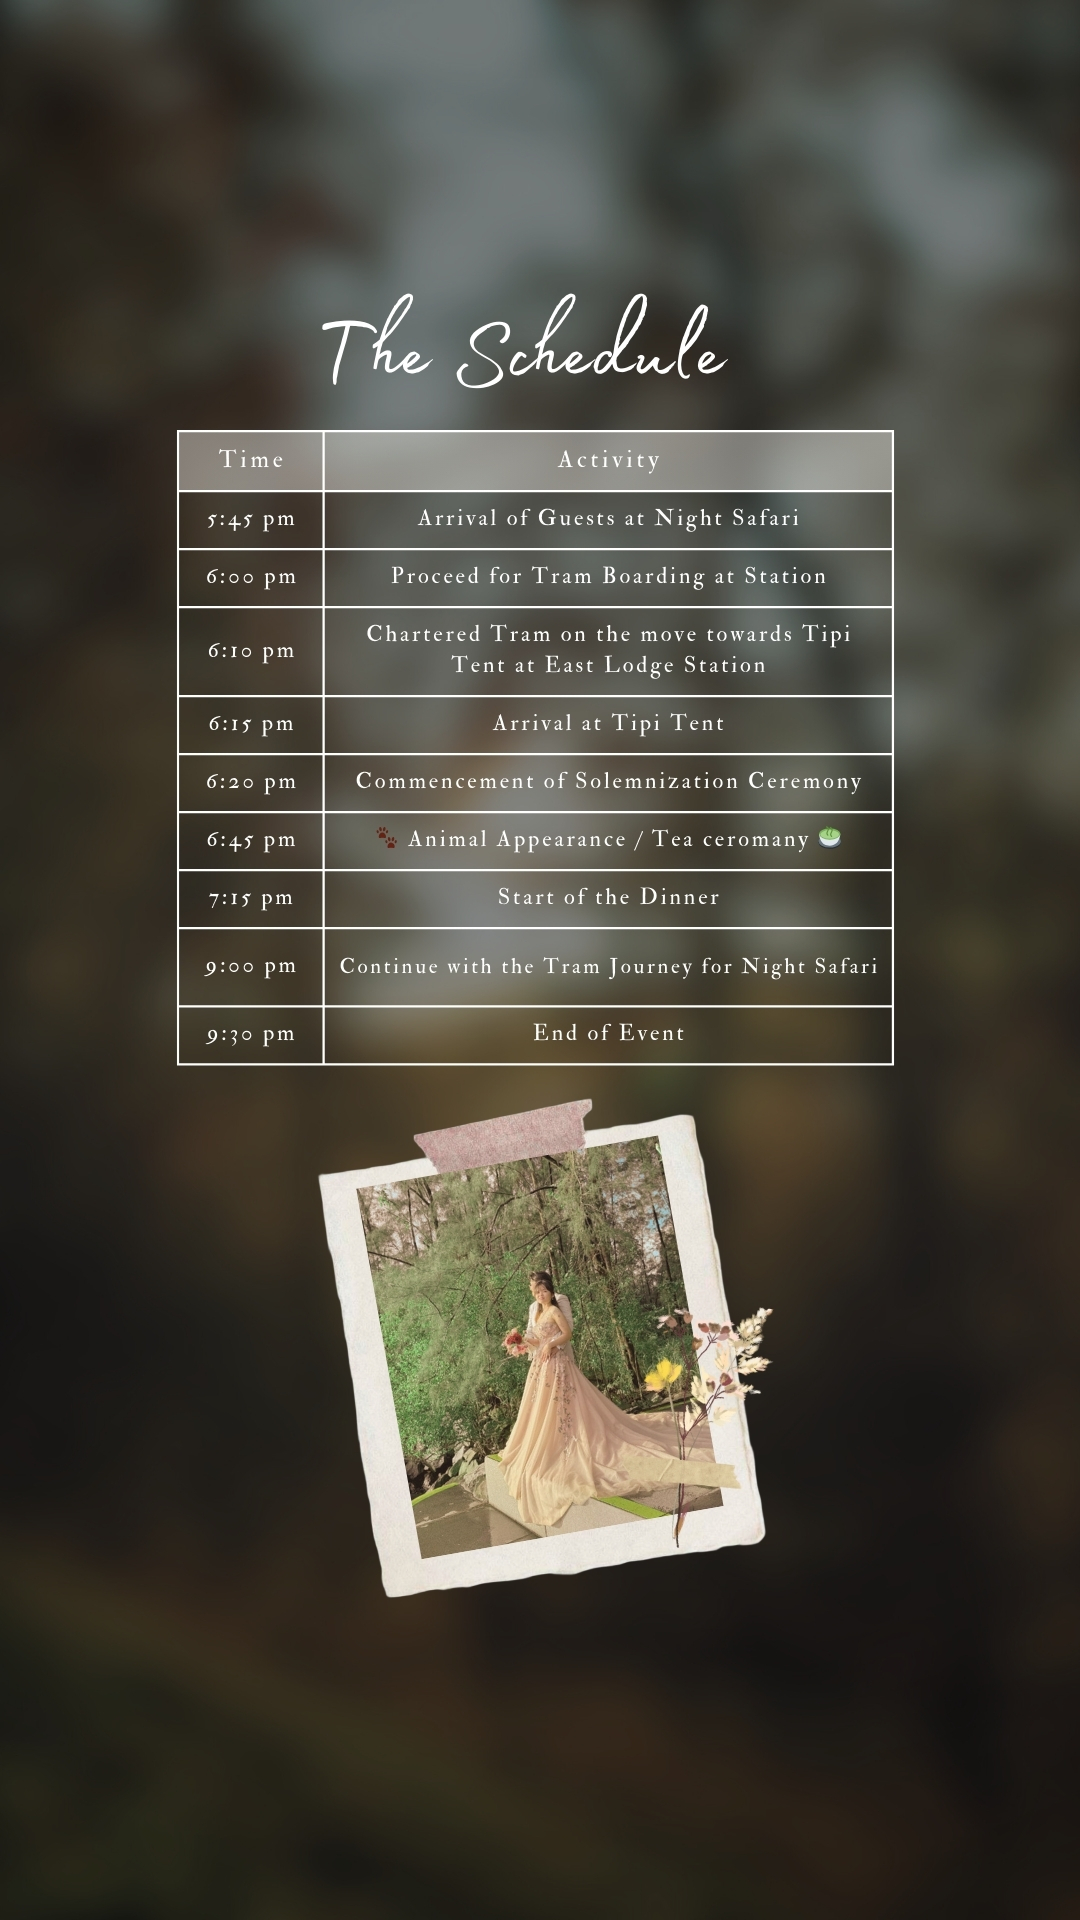 The Schedule
Time Activity
5:45 pm Arrival of Guests at Night Safari
6:00 pm Proceed for Tram Boarding at Station
6:10 pm Chartered Tram on the move towards Tipi
Tent at East Lodge Station
6:15 pm Arrival at Tipi Tent
6:20 pm Commencement of Solemnization Ceremony
6:45 pm 🐾 Animal Appearance / Tea ceromany 🍵
7:15 pm Start of the Dinner
9:00 pm Continue with the Tram Journey for Night Safari
9:30 pm End of Event